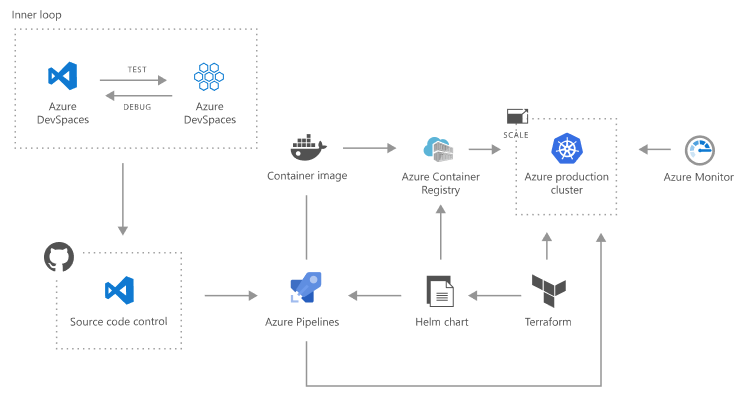 Inner loop
TEST
Azure
DevSpaces
DEBUG
Azure
DevSpaces
SCALE
Container image
Azure Container
Registry
Azure production
cluster
Azure Monitor
Source code control
Azure Pipelines
Helm chart
Terraform